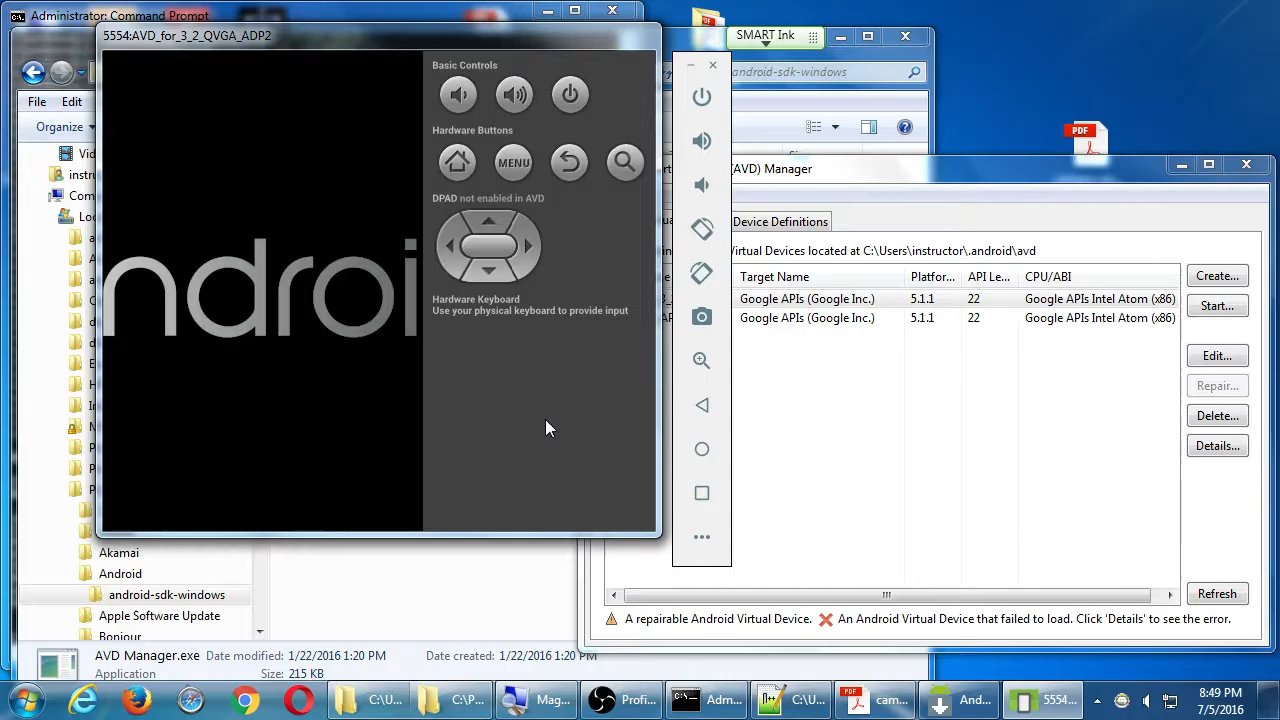 Administrator: Command Prompt
5554:AVD_for_3_2_QVGA_ADP2
SMART Ink
android-sdk-windows
File Edit
Organize
Basic Controls
Hardware Buttons
MENU
DPAD not enabled in AVD
Hardware Keyboard
Use your physical keyboard to provide input
ndroi
PDF
(AVD) Manager
Device Definitions
Virtual Devices located at C:\Users\instructor\.android\avd
Target Name Platfor... API Le... CPU/ABI
Google APIs (Google Inc.) 5.1.1 22 Google APIs Intel Atom (x86)
Google APIs (Google Inc.) 5.1.1 22 Google APIs Intel Atom (x86)
Create...
Start...
Edit...
Repair...
Delete...
Details...
Refresh
A repairable Android Virtual Device. An Android Virtual Device that failed to load. Click 'Details' to see the error.
Akamai
Android
android-sdk-windows
Apple Software Update
Bonjour
AVD Manager.exe Date modified: 1/22/2016 1:20 PM Date created: 1/22/2016 1:20 PM
Application Size: 215 KB
C:\U... C:\P... Mag... Profi... Adm... C:\U... cam... And... 5554...
8:49 PM
7/5/2016